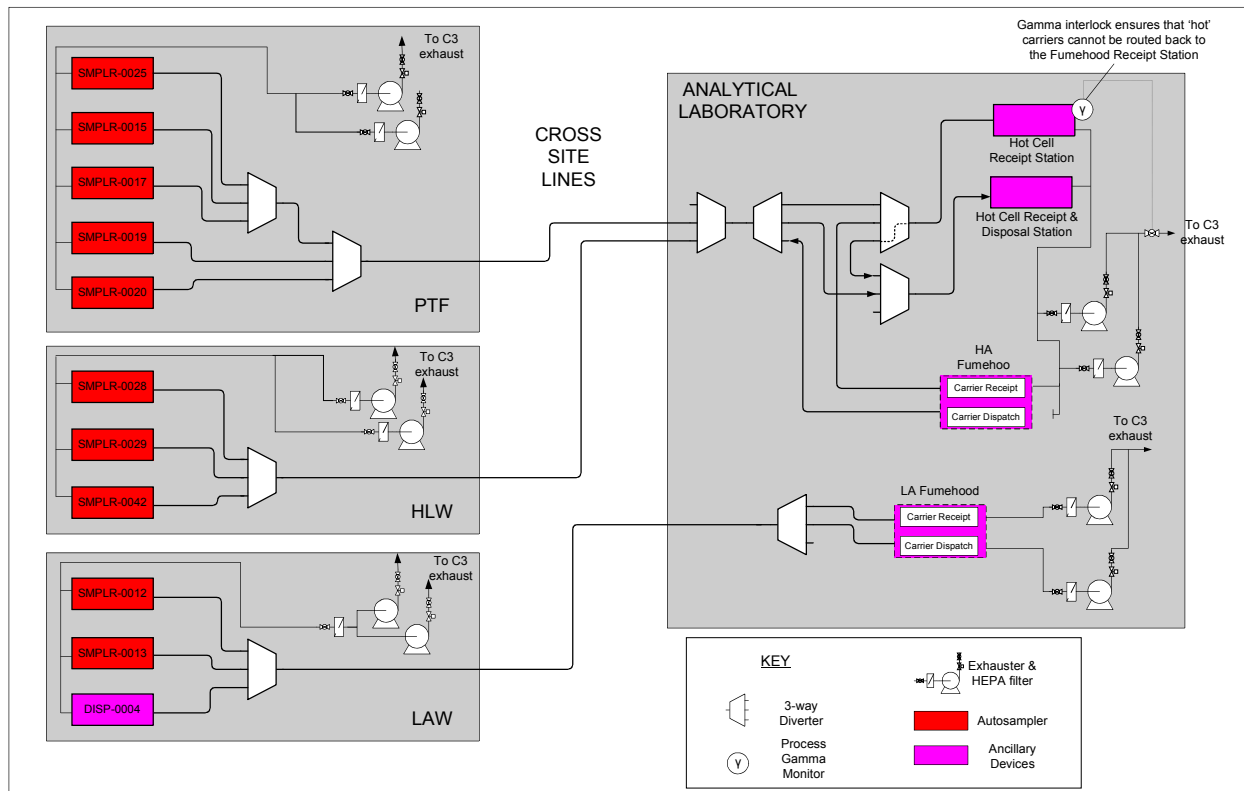 Gamma interlock ensures that ‘hot’
carriers cannot be routed back to
the Fumehood Receipt Station
To C3
exhaust
SMPLR-0025
SMPLR-0015
SMPLR-0017
SMPLR-0019
SMPLR-0020
PTF
CROSS
SITE
LINES
ANALYTICAL
LABORATORY
γ
Hot Cell
Receipt Station
Hot Cell Receipt &
Disposal Station
To C3
exhaust
To C3
exhaust
SMPLR-0028
SMPLR-0029
SMPLR-0042
HLW
HA
Fumehoo
Carrier Receipt
Carrier Dispatch
To C3
exhaust
LA Fumehood
Carrier Receipt
Carrier Dispatch
To C3
exhaust
SMPLR-0012
SMPLR-0013
DISP-0004
LAW
KEY
3-way
Diverter
γ
Process
Gamma
Monitor
Exhauster &
HEPA filter
Autosampler
Ancillary
Devices